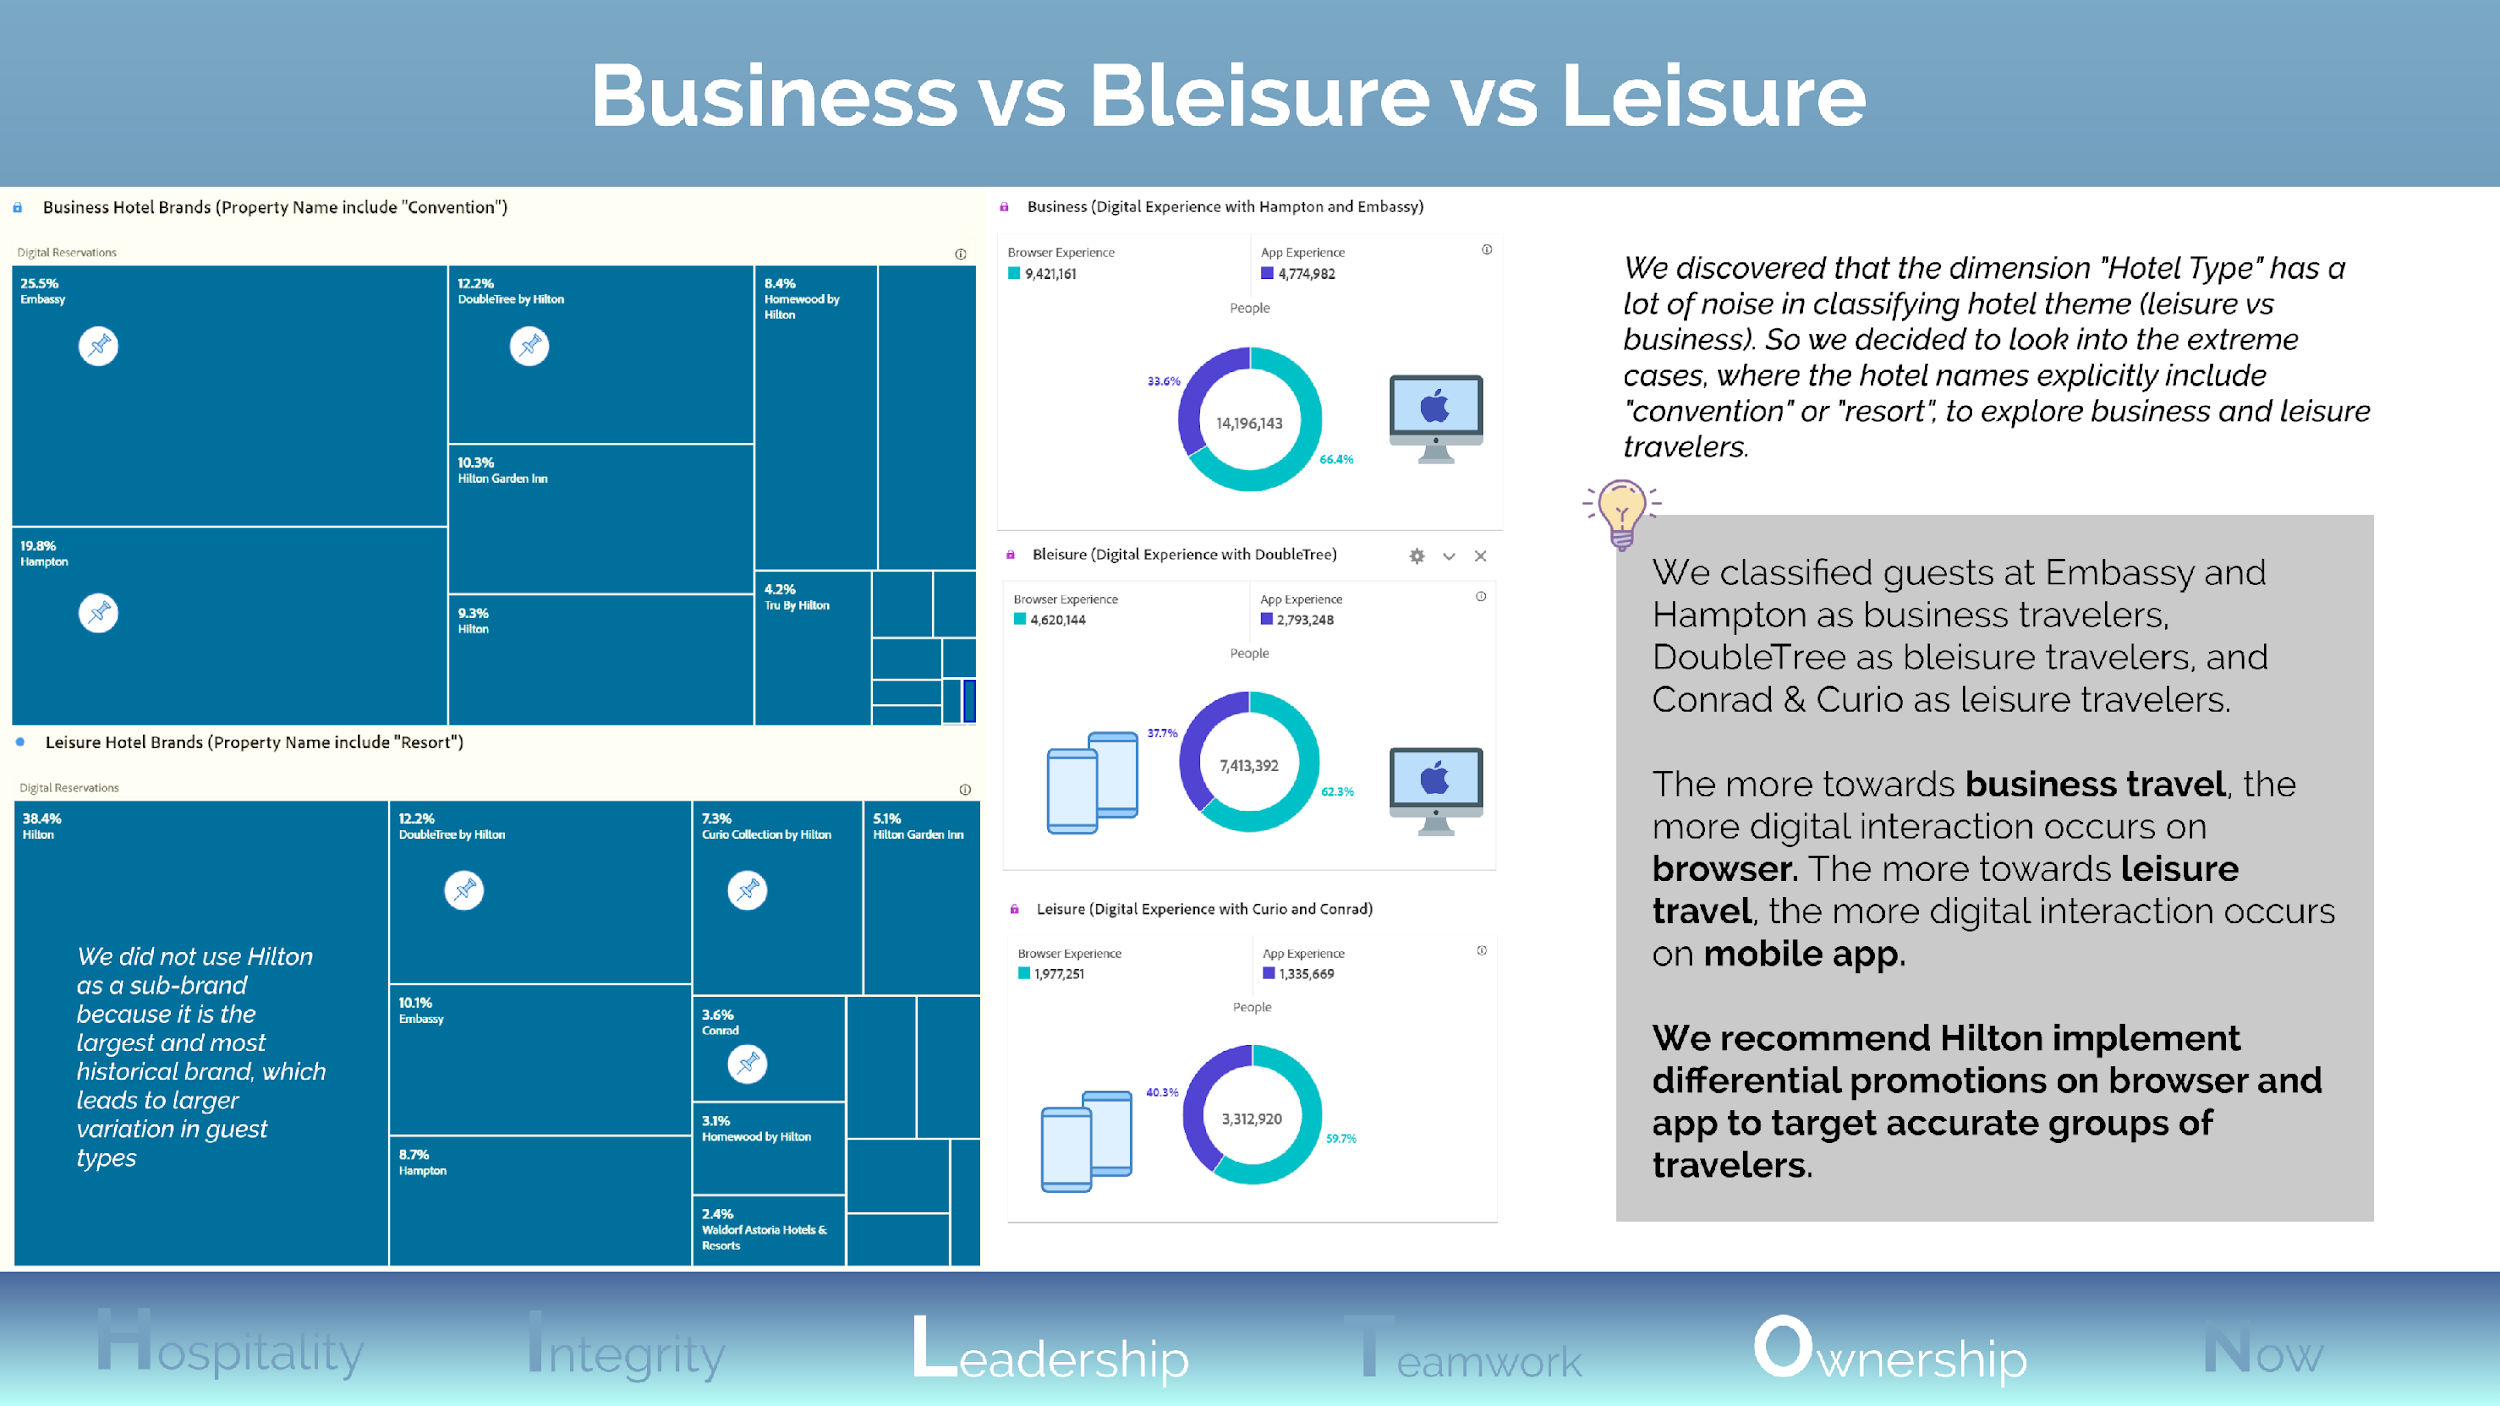 Business vs Bleisure vs Leisure
Business Hotel Brands (Property Name include "Convention")
Digital Reservations
25.5%
Embassy
12.2%
DoubleTree by Hilton
8.4%
Homewood by
Hilton
10.3%
Hilton Garden Inn
19.8%
Hampton
9.3%
Hilton
4.2%
Tru By Hilton
Leisure Hotel Brands (Property Name include "Resort")
Digital Reservations
38.4%
Hilton
12.2%
DoubleTree by Hilton
7.3%
Curio Collection by Hilton
5.1%
Hilton Garden Inn
We did not use Hilton
as a sub-brand
because it is the
largest and most
historical brand, which
leads to larger
variation in guest
types
10.1%
Embassy
3.6%
Conrad
8.7%
Hampton
3.1%
Homewood by Hilton
2.4%
Waldorf Astoria Hotels &
Resorts
Business (Digital Experience with Hampton and Embassy)
Browser Experience
9,421,161
App Experience
4,774,982
People
33.6%
14,196,143
66.4%
Bleisure (Digital Experience with DoubleTree)
Browser Experience
4,620,144
App Experience
2,793,248
People
37.7%
7,413,392
62.3%
Leisure (Digital Experience with Curio and Conrad)
Browser Experience
1,977,251
App Experience
1,335,669
People
40.3%
3,312,920
59.7%
We discovered that the dimension "Hotel Type" has a
lot of noise in classifying hotel theme (leisure vs
business). So we decided to look into the extreme
cases, where the hotel names explicitly include
"convention" or "resort", to explore business and leisure
travelers.
We classified guests at Embassy and
Hampton as business travelers,
DoubleTree as bleisure travelers, and
Conrad & Curio as leisure travelers.
The more towards business travel, the
more digital interaction occurs on
browser. The more towards leisure
travel, the more digital interaction occurs
on mobile app.
We recommend Hilton implement
differential promotions on browser and
app to target accurate groups of
travelers.
Hospitality
Integrity
Leadership
Teamwork
Ownership
Now